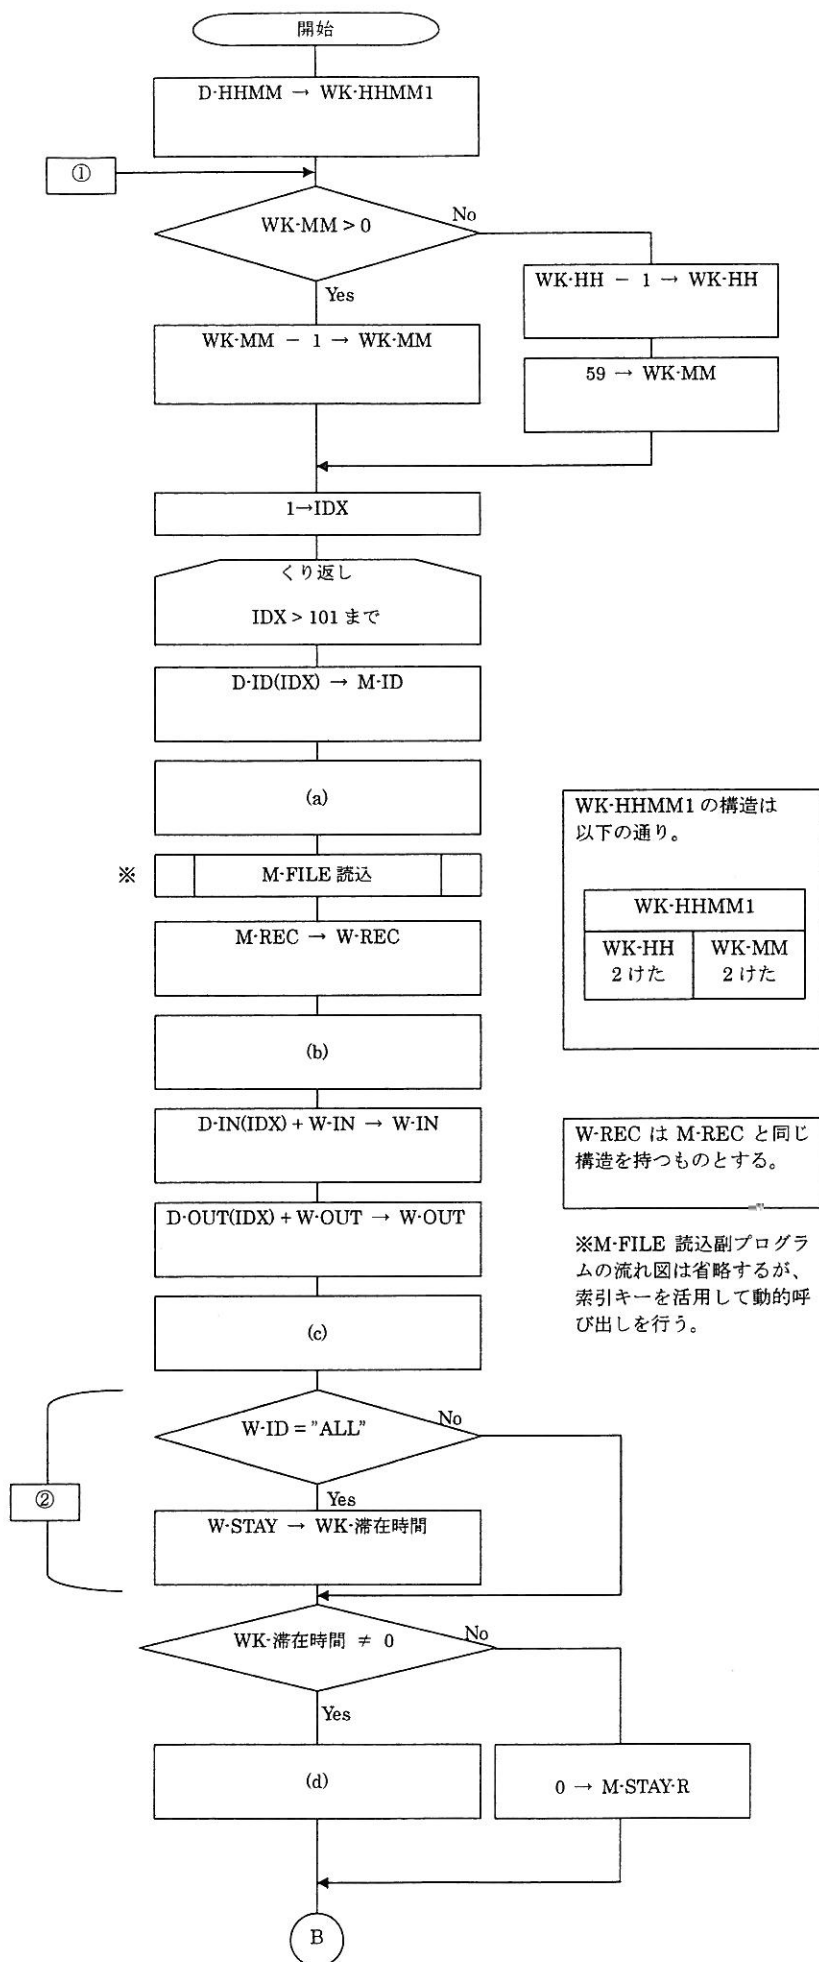 開始
D-HHMM → WK-HHMM1
①
WK-MM > 0
No
Yes
WK-HH － 1 → WK-HH
WK-MM － 1 → WK-MM
59 → WK-MM
1→IDX
くり返し
IDX > 101 まで
D-ID(IDX) → M-ID
(a)
※
M-FILE 読込
M-REC → W-REC
(b)
D-IN(IDX) + W-IN → W-IN
D-OUT(IDX) + W-OUT → W-OUT
(c)
W-ID = ”ALL”
No
Yes
②
W-STAY → WK-滞在時間
WK-滞在時間 ≠ 0
No
Yes
(d)
0 → M-STAY-R
B
WK-HHMM1 の構造は
以下の通り。
WK-HHMM1
WK-HH
2 けた
WK-MM
2 けた
W-REC は M-REC と同じ
構造を持つものとする。
※M-FILE 読込副プログラ
ムの流れ図は省略するが、
索引キーを活用して動的呼
び出しを行う。